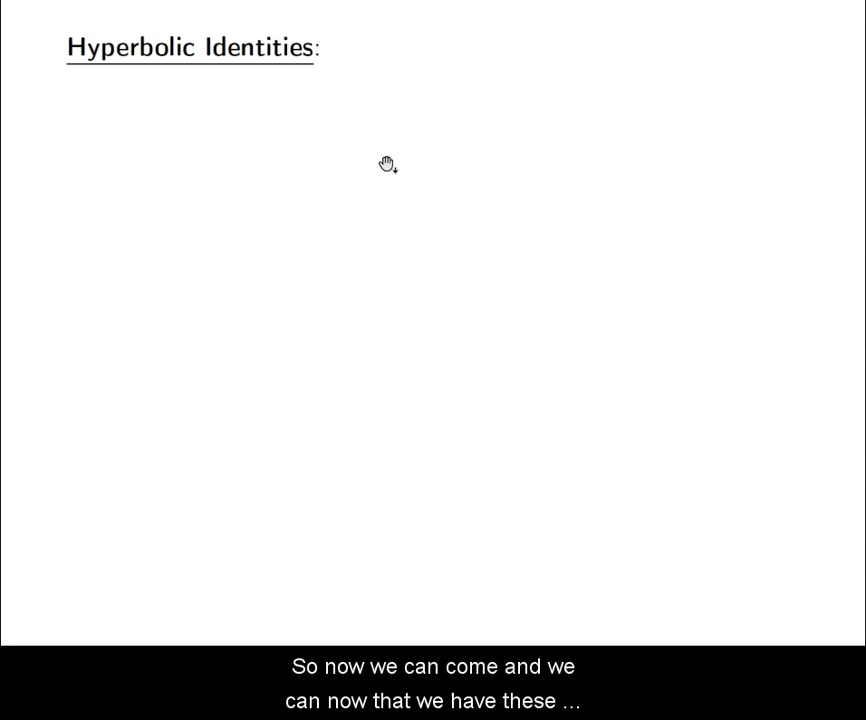 Hyperbolic Identities:
So now we can come and we
can now that we have these ...